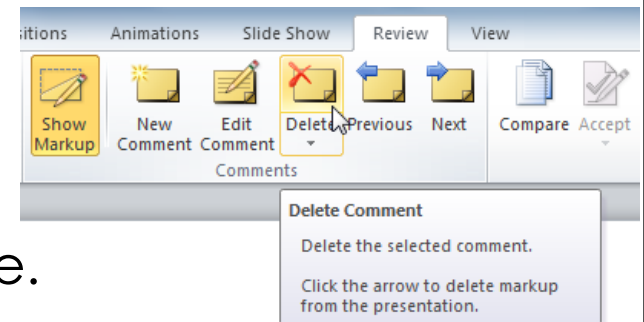 Animations Slide Show Review View
Show Markup
New Comment
Edit Comment
Delete
Previous
Next
Compare
Accept
Comments
Delete Comment
Delete the selected comment.
Click the arrow to delete markup
from the presentation.
e.